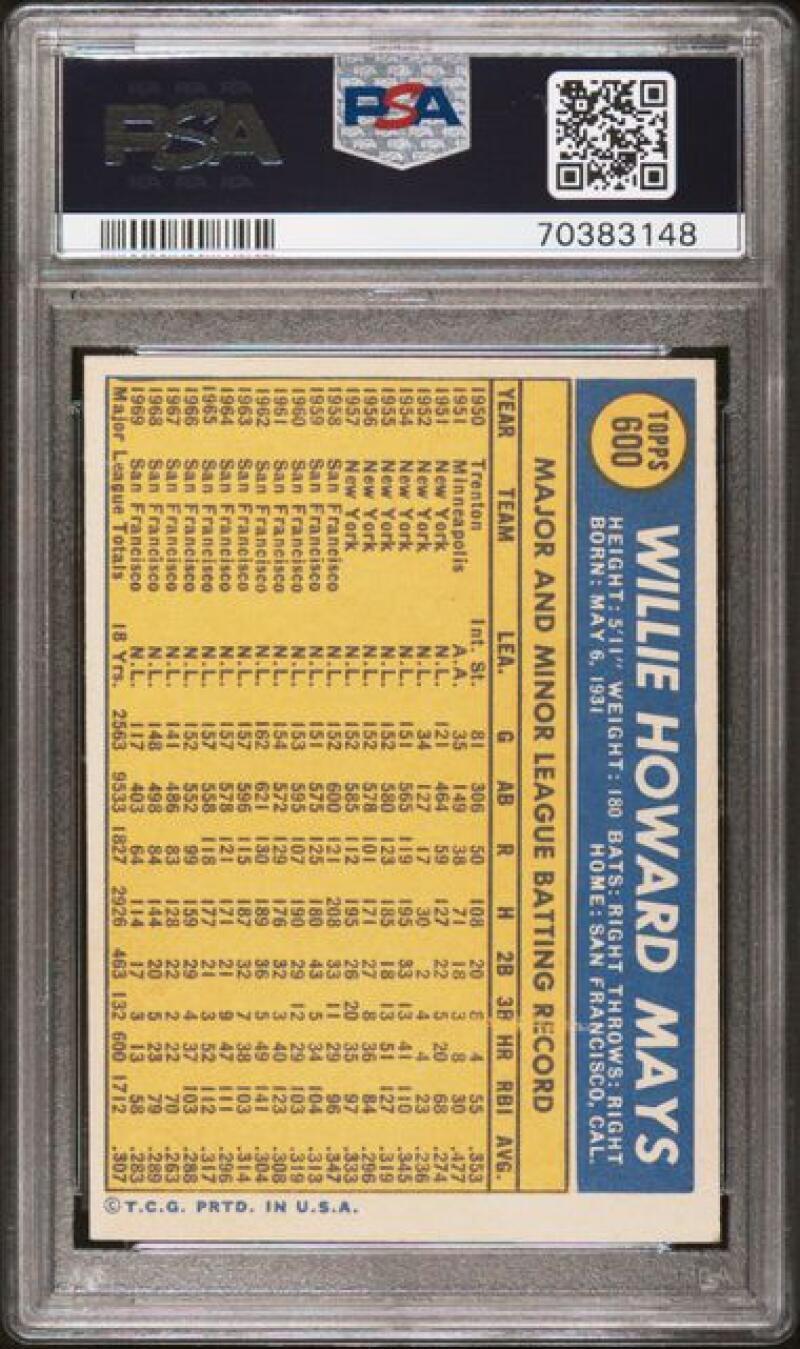 PSA
PSA
70383148
TOPPS
600
WILLIE HOWARD MAYS
HEIGHT: 5'11" WEIGHT: 180 BATS: RIGHT THROWS: RIGHT
BORN: MAY 6, 1931 HOME: SAN FRANCISCO, CAL.
MAJOR AND MINOR LEAGUE BATTING RECORD
YEAR TEAM LEA. G AB R H 2B 3B HR RBI AVG.
1950 Trenton Int. St. 81 306 50 108 20 8 4 55 .353
1951 Minneapolis A.A. 35 149 38 71 18 3 8 30 .477
1951 New York N.L. 121 464 59 127 22 5 20 68 .274
1952 New York N.L. 34 127 17 30 2 4 4 23 .236
1954 New York N.L. 151 565 119 195 33 13 41 110 .345
1955 New York N.L. 152 580 123 185 18 13 51 127 .319
1956 New York N.L. 152 578 101 171 27 8 36 84 .296
1957 New York N.L. 152 585 112 195 26 20 35 97 .333
1958 San Francisco N.L. 152 600 121 208 33 11 29 96 .347
1959 San Francisco N.L. 151 575 125 180 43 5 34 104 .313
1960 San Francisco N.L. 153 595 107 190 29 12 29 103 .319
1961 San Francisco N.L. 154 572 129 176 32 3 40 123 .308
1962 San Francisco N.L. 162 621 130 189 36 5 49 141 .304
1963 San Francisco N.L. 157 596 115 187 32 7 38 103 .314
1964 San Francisco N.L. 157 578 121 171 21 9 47 111 .296
1965 San Francisco N.L. 157 558 118 177 21 3 52 112 .317
1966 San Francisco N.L. 152 552 99 159 29 4 37 103 .288
1967 San Francisco N.L. 141 486 83 128 22 2 22 70 .263
1968 San Francisco N.L. 148 498 84 144 20 5 23 79 .289
1969 San Francisco N.L. 117 403 64 114 17 3 13 58 .283
Major League Totals 18 Yrs. 2563 9533 1827 2926 463 132 600 1712 .307
© T.C.G. PRTD. IN U.S.A.